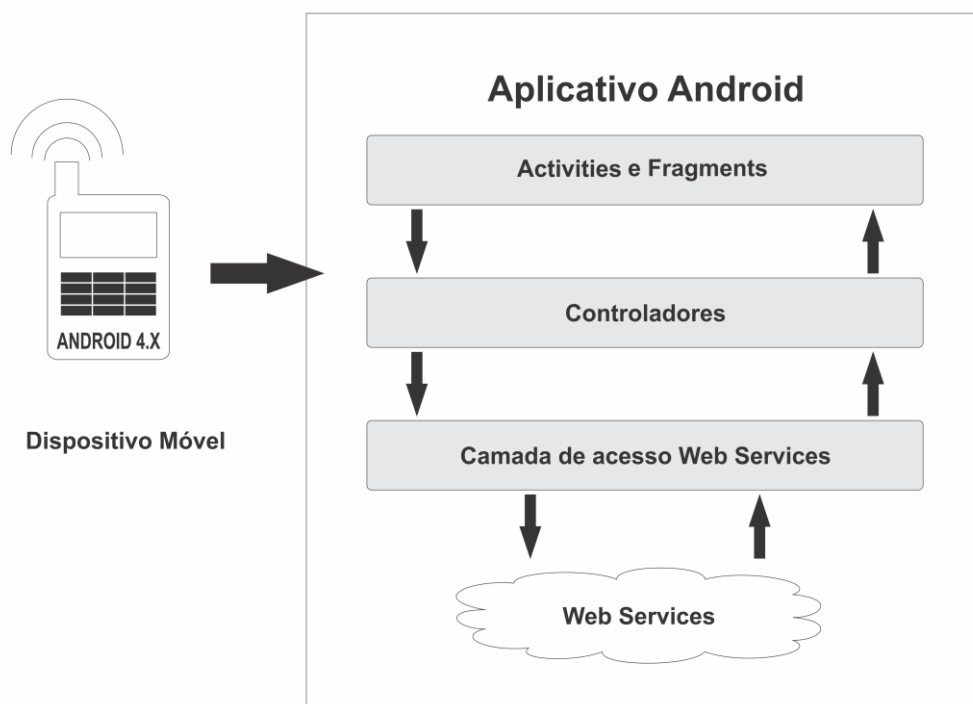 Aplicativo Android
Activities e Fragments
Controladores
Camada de acesso Web Services
Web Services
ANDROID 4.X
Dispositivo Móvel